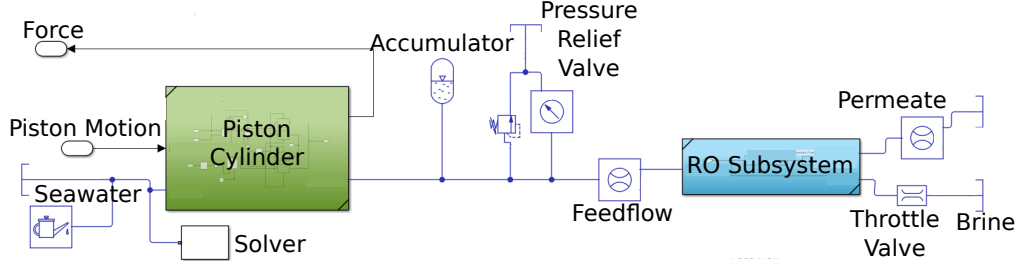 Force
Piston Motion
Seawater
Solver
Piston
Cylinder
Accumulator
Pressure
Relief
Valve
Feedflow
RO Subsystem
Permeate
Throttle
Valve
Brine